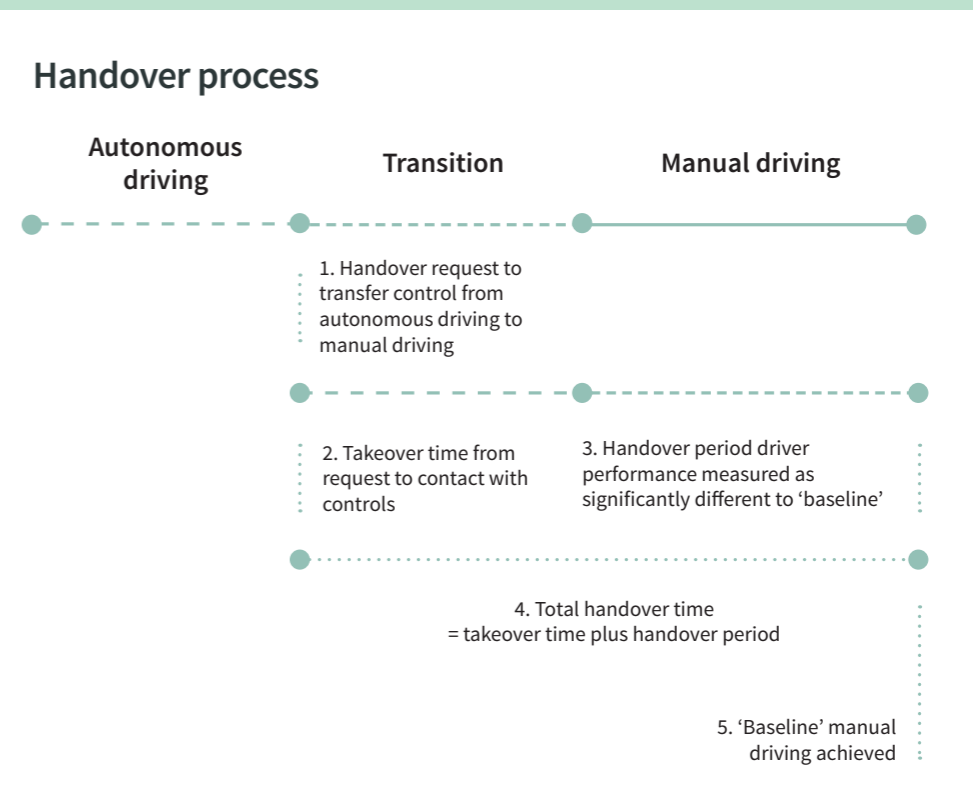 Handover process
Autonomous
driving
Transition
Manual driving
1. Handover request to
transfer control from
autonomous driving to
manual driving
2. Takeover time from
request to contact with
controls
3. Handover period driver
performance measured as
significantly different to ‘baseline’
4. Total handover time
= takeover time plus handover period
5. ‘Baseline’ manual
driving achieved